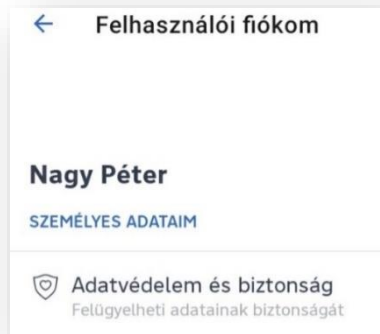 Felhasználói fiókom
Nagy Péter
SZEMÉLYES ADATAIM
Adatvédelem és biztonság
Felügyelheti adatainak biztonságát